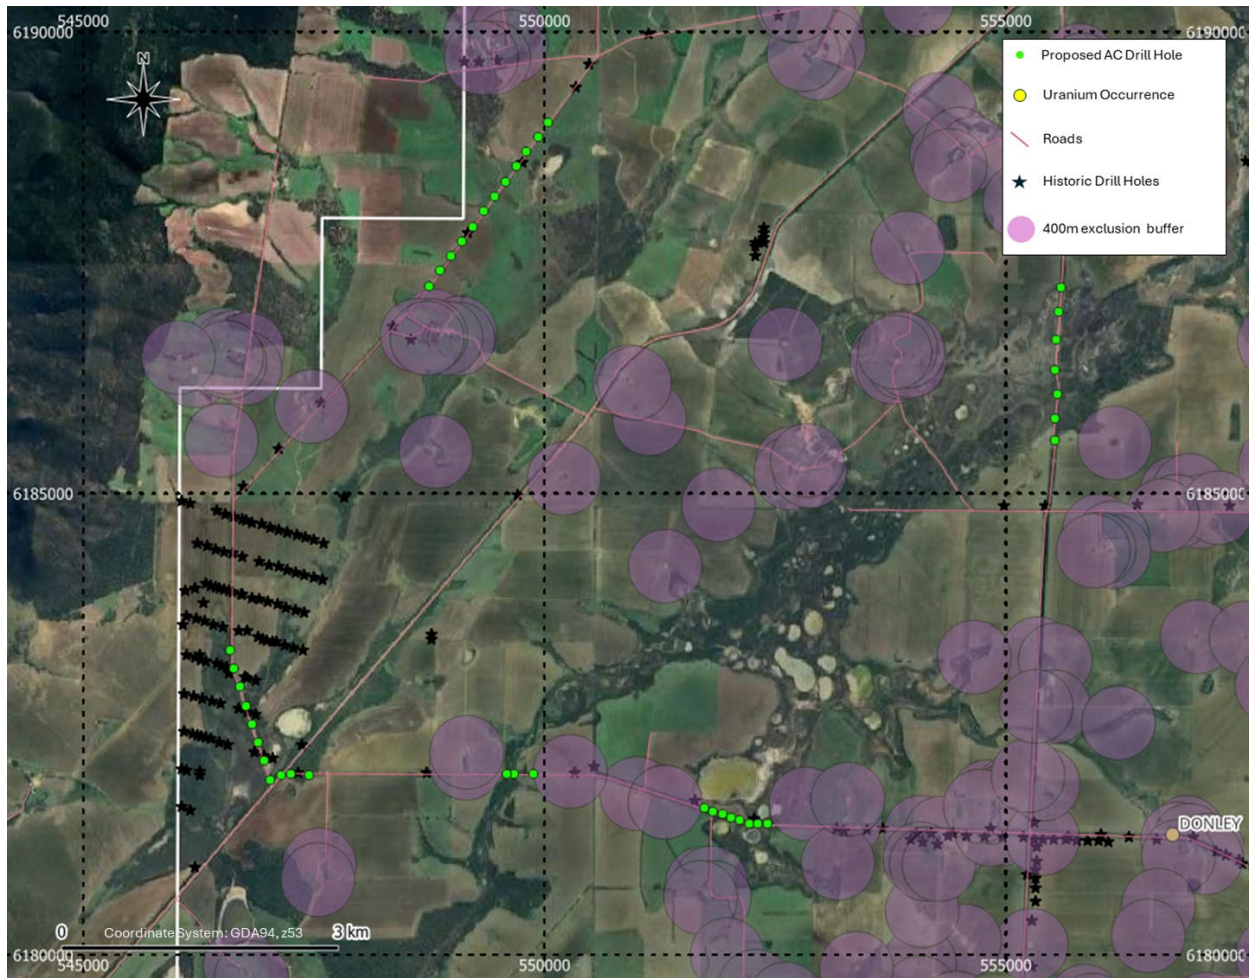 545000
550000
555000
6190000
6190000
N
Proposed AC Drill Hole
Uranium Occurrence
Roads
Historic Drill Holes
400m exclusion buffer
6185000
6185000
DONLEY
0
Coordinate System: GDA94, z53
3 km
6180000
6180000
545000
550000
555000